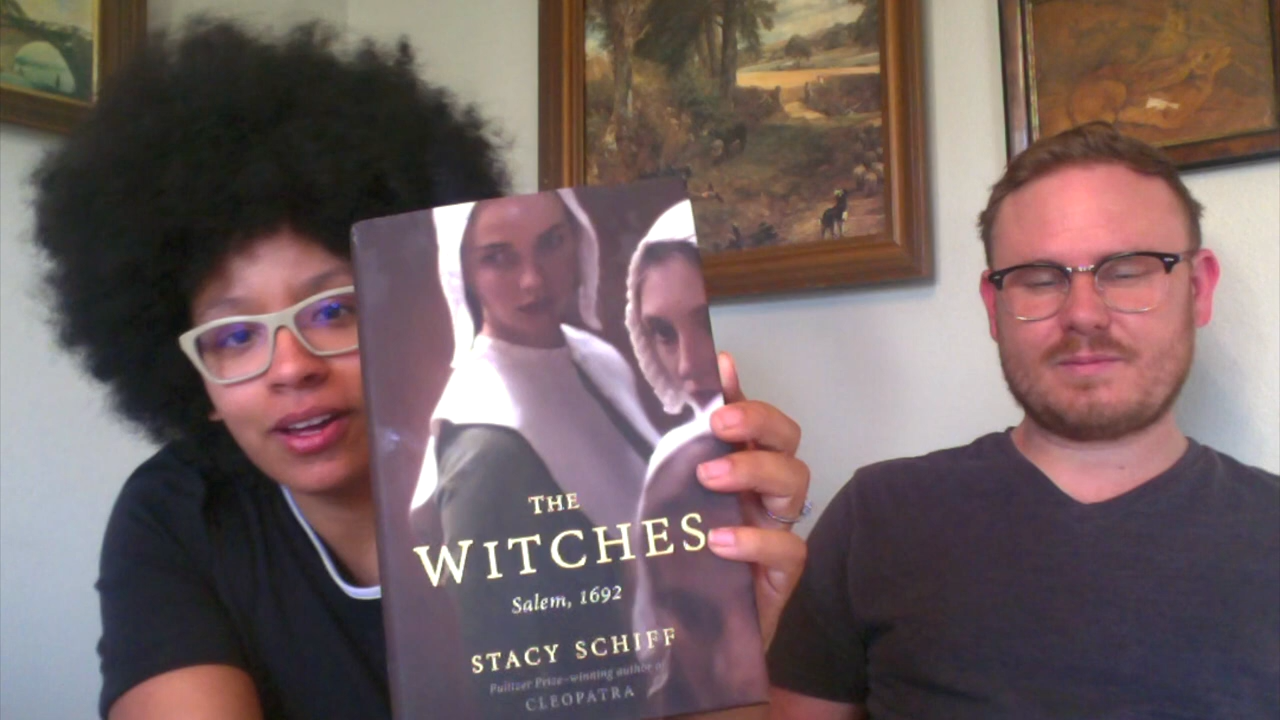 THE
WITCHES
Salem, 1692
STACY SCHIFF
Pulitzer Prize–winning author of
CLEOPATRA